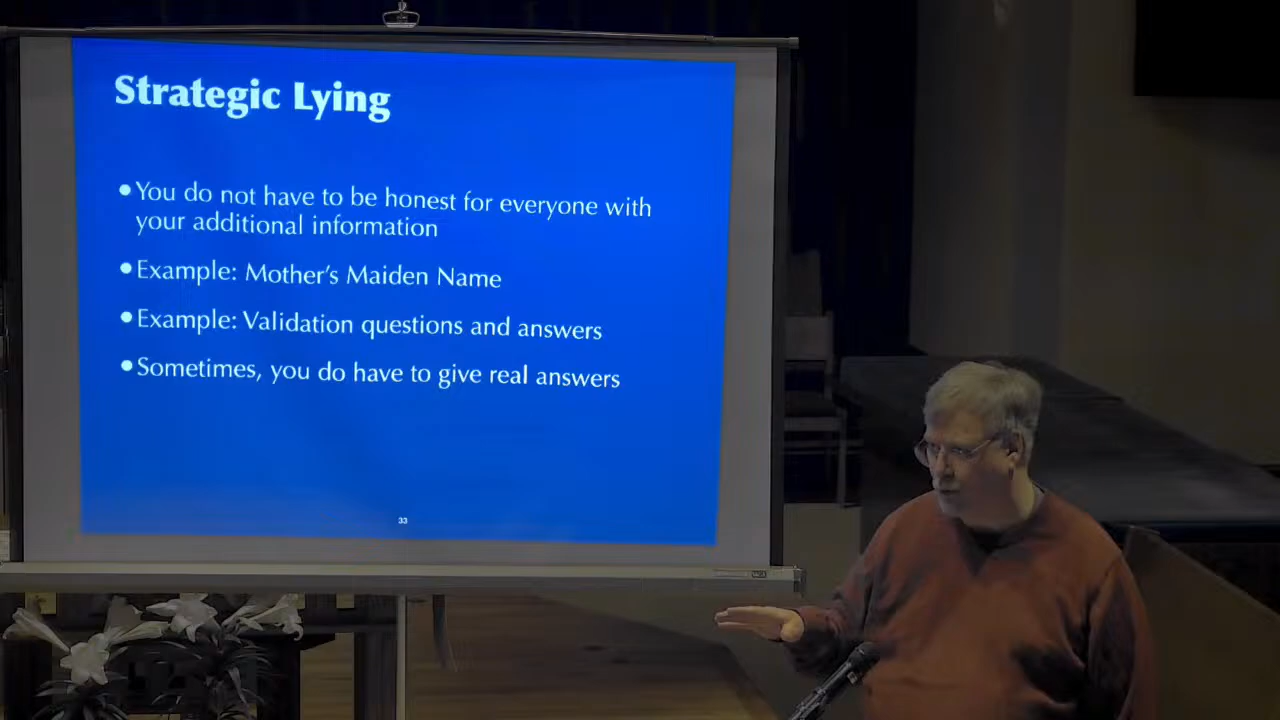 Strategic Lying
•You do not have to be honest for everyone with
your additional information
•Example: Mother's Maiden Name
•Example: Validation questions and answers
•Sometimes, you do have to give real answers
33